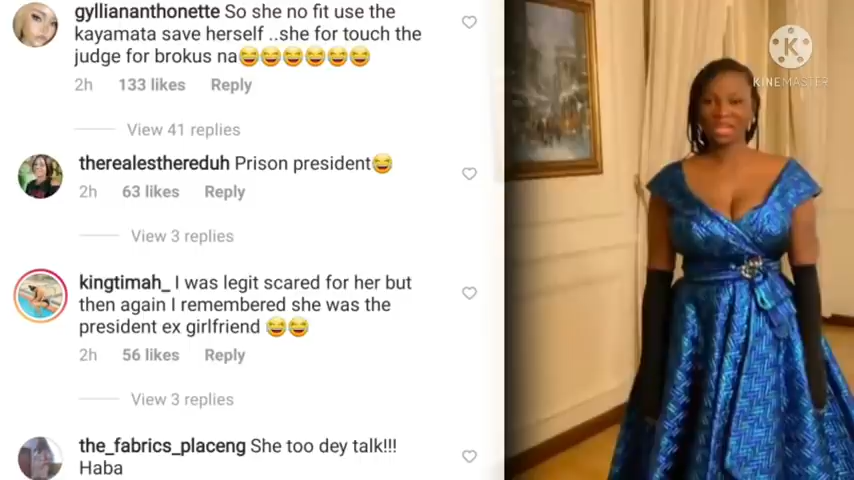 gylliananthonette So she no fit use the
kayamata save herself ..she for touch the
judge for brokus na😂😂😂😂😂😂
2h 133 likes Reply
View 41 replies
therealesthereduh Prison president😂
2h 63 likes Reply
View 3 replies
kingtimah_ I was legit scared for her but
then again I remembered she was the
president ex girlfriend 😂😂
2h 56 likes Reply
View 3 replies
the_fabrics_placeng She too dey talk!!!
Haba
K
KINEMASTER